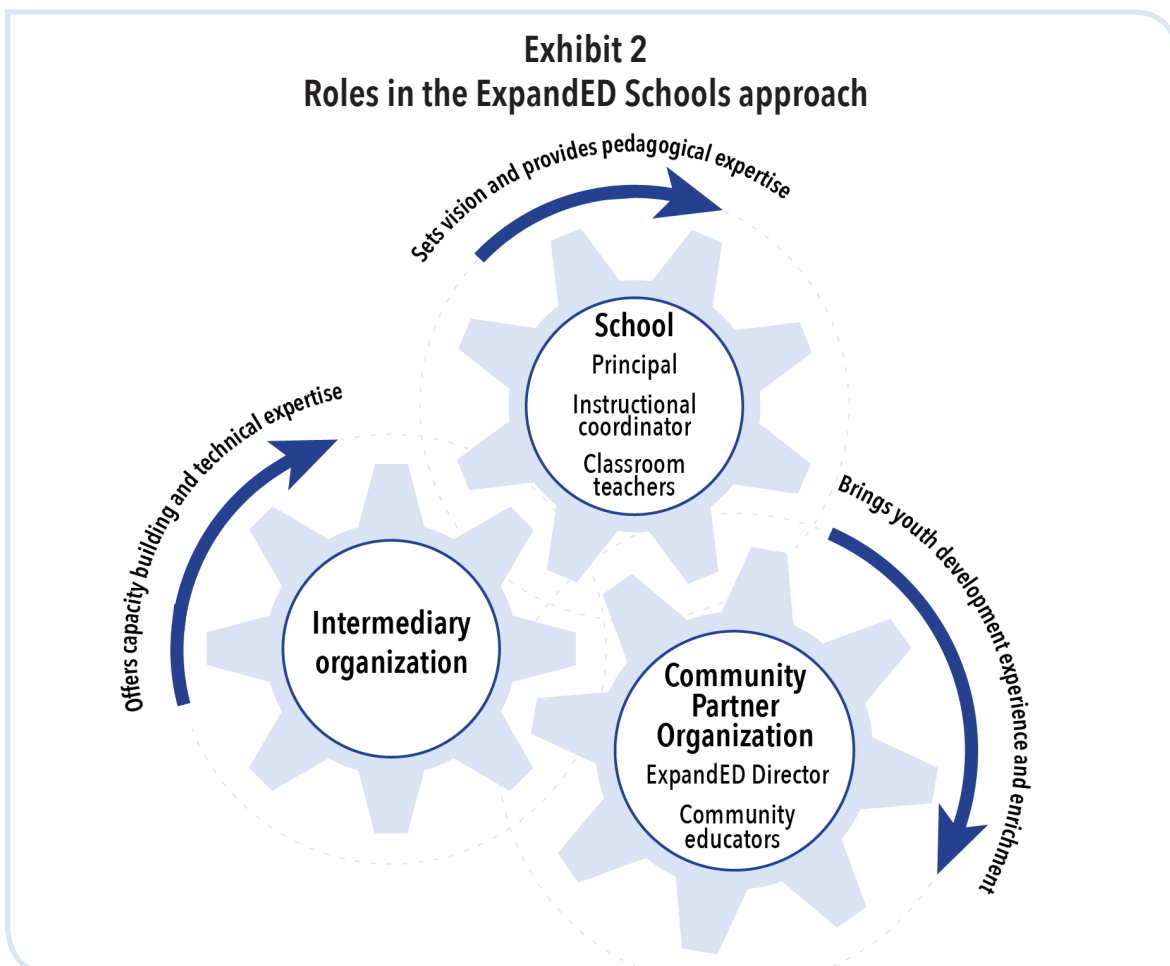 Exhibit 2
Roles in the ExpandED Schools approach
Sets vision and provides pedagogical expertise
School
Principal
Instructional
coordinator
Classroom
teachers
Offers capacity building and technical expertise
Intermediary
organization
Brings youth development experience and enrichment
Community
Partner
Organization
ExpandED Director
Community
educators